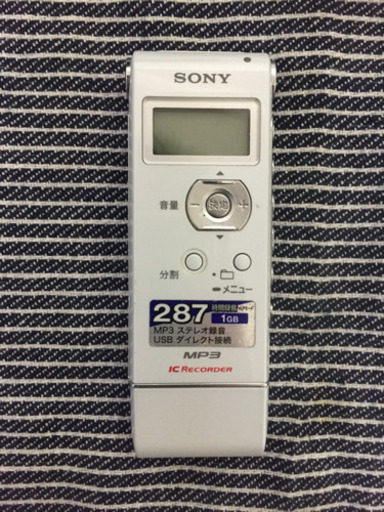 SONY
音量
− 決定 +
分割
メニュー
287 時間録音
1GB
MP3 ステレオ録音
USB ダイレクト接続
MP3
IC RECORDER